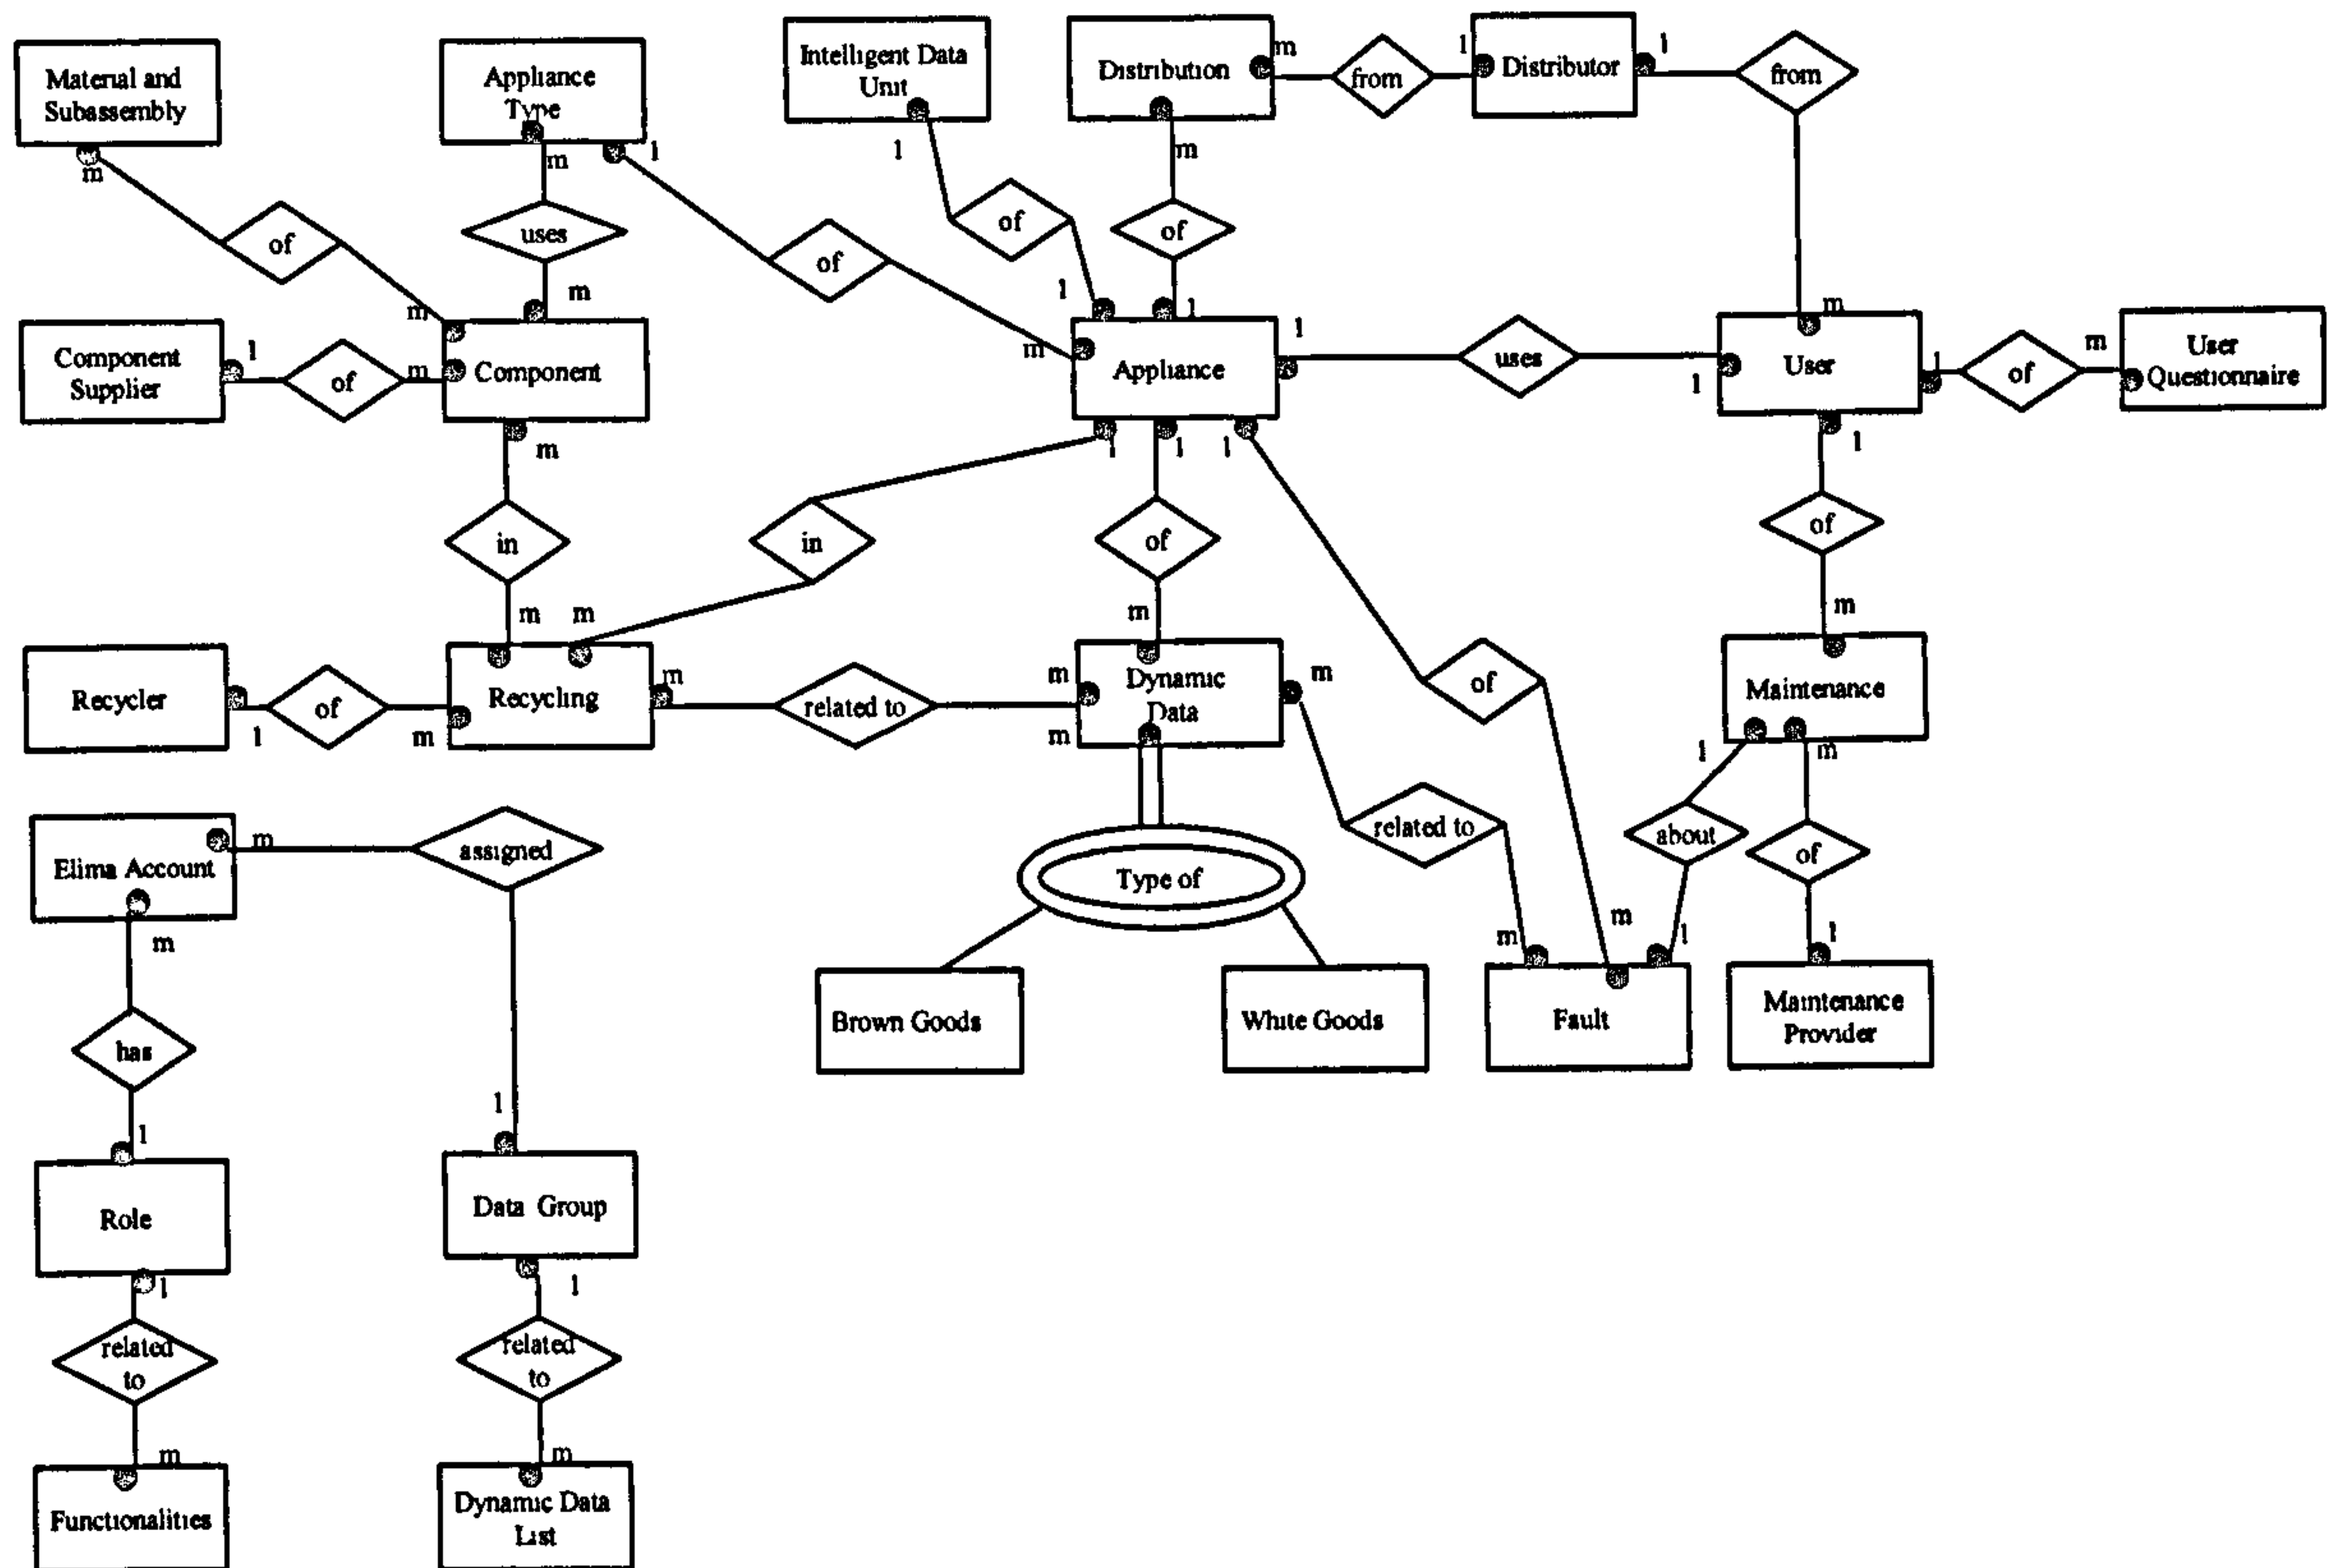 Material and
Subassembly
Appliance
Type
Intelligent Data
Unit
Distribution
m
from
1
Distributor
1
from
m
m
1
1
m
of
uses
of
of
of
m
m
1
1
m
Component
Supplier
1
of
m
Component
m
Appliance
1
uses
1
User
1
of
m
User
Questionnaire
m
1
1
1
1
in
in
of
of
m
m
m
m
Recycler
1
of
m
Recycling
m
related to
m
m
Dynamic
Data
m
of
Maintenance
1
m
Elima Account
m
assigned
m
Type of
related to
about
of
m
m
1
1
Brown Goods
White Goods
Fault
Maintenance
Provider
has
1
1
Role
Data Group
1
1
related
to
related
to
m
m
Functionalities
Dynamic Data
List